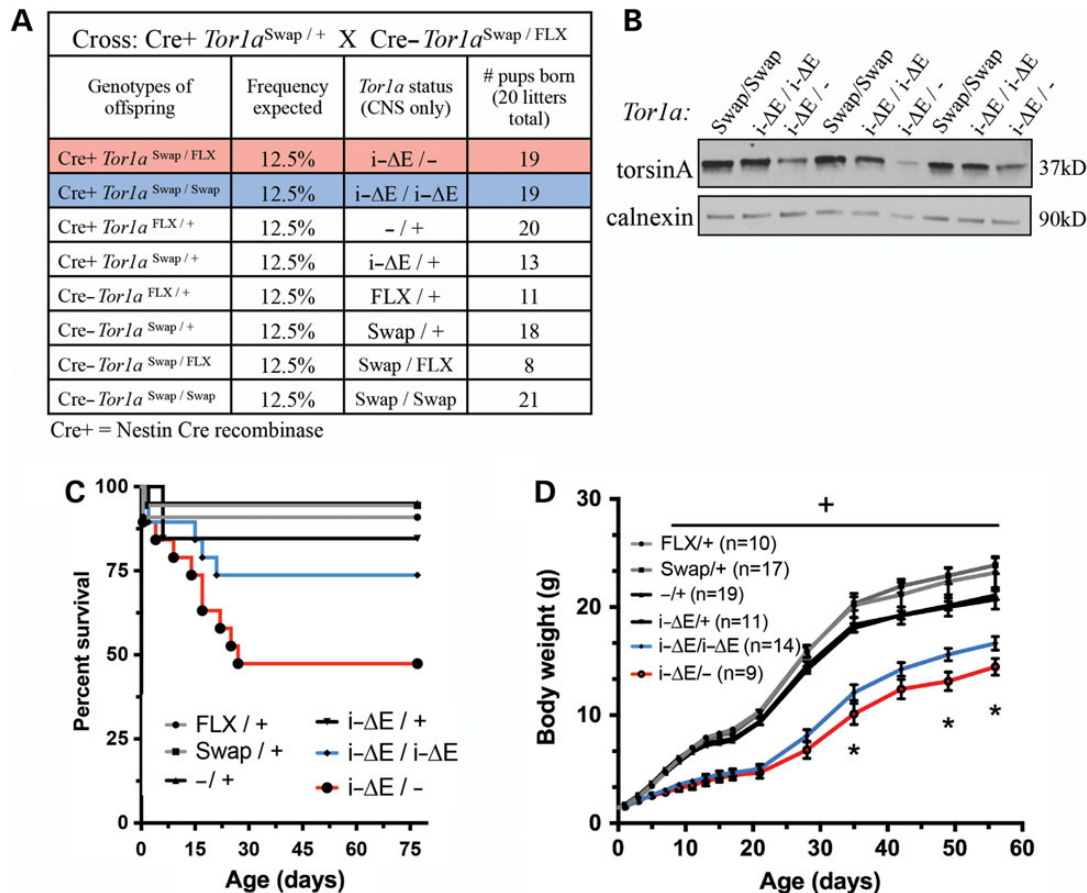 A
Cross: Cre+ Tor1a Swap / + X Cre– Tor1a Swap / FLX
Genotypes of offspring Frequency expected Tor1a status (CNS only) # pups born (20 litters total)
Cre+ Tor1a Swap / FLX 12.5% i–ΔE / – 19
Cre+ Tor1a Swap / Swap 12.5% i–ΔE / i–ΔE 19
Cre+ Tor1a FLX / + 12.5% – / + 20
Cre+ Tor1a Swap / + 12.5% i–ΔE / + 13
Cre– Tor1a FLX / + 12.5% FLX / + 11
Cre– Tor1a Swap / + 12.5% Swap / + 18
Cre– Tor1a Swap / FLX 12.5% Swap / FLX 8
Cre– Tor1a Swap / Swap 12.5% Swap / Swap 21
Cre+ = Nestin Cre recombinase
B
Tor1a: Swap/Swap i-ΔE / i-ΔE i-ΔE / - Swap/Swap i-ΔE / i-ΔE i-ΔE / - Swap/Swap i-ΔE / i-ΔE i-ΔE / -
torsinA 37kD
calnexin 90kD
C
Percent survival
100
75
50
25
0
FLX / +
Swap / +
–/ +
i–ΔE / +
i–ΔE / i–ΔE
i–ΔE / –
0 15 30 45 60 75
Age (days)
D
Body weight (g)
30
20
10
0
+
FLX/+ (n=10)
Swap/+ (n=17)
–/+ (n=19)
i-ΔE/+ (n=11)
i-ΔE/i-ΔE (n=14)
i-ΔE/– (n=9)
* * *
0 10 20 30 40 50 60
Age (days)